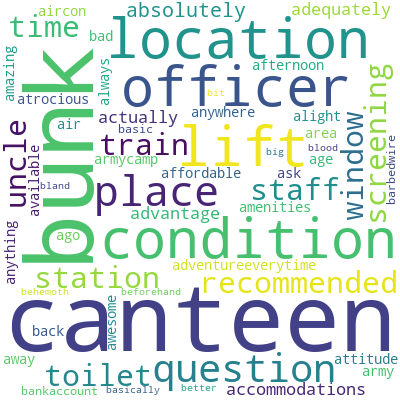 aircon
absolutely
adequately
time
bad
location
amazing
always
afternoon
atrocious
officer
bunk
bit
air
actually
anywhere
alight
screening
basic
area
uncle
train
lift
big
blood
window
barbedwire
available
armycamp
affordable
ask
age
bland
place
staff
advantage
amenities
anything
ago
condition
station
adventureeverytime
recommended
behemoth
beforehand
canteen
back
awesome
away
toilet
question
attitude
army
bankaccount
basically
better
accommodations